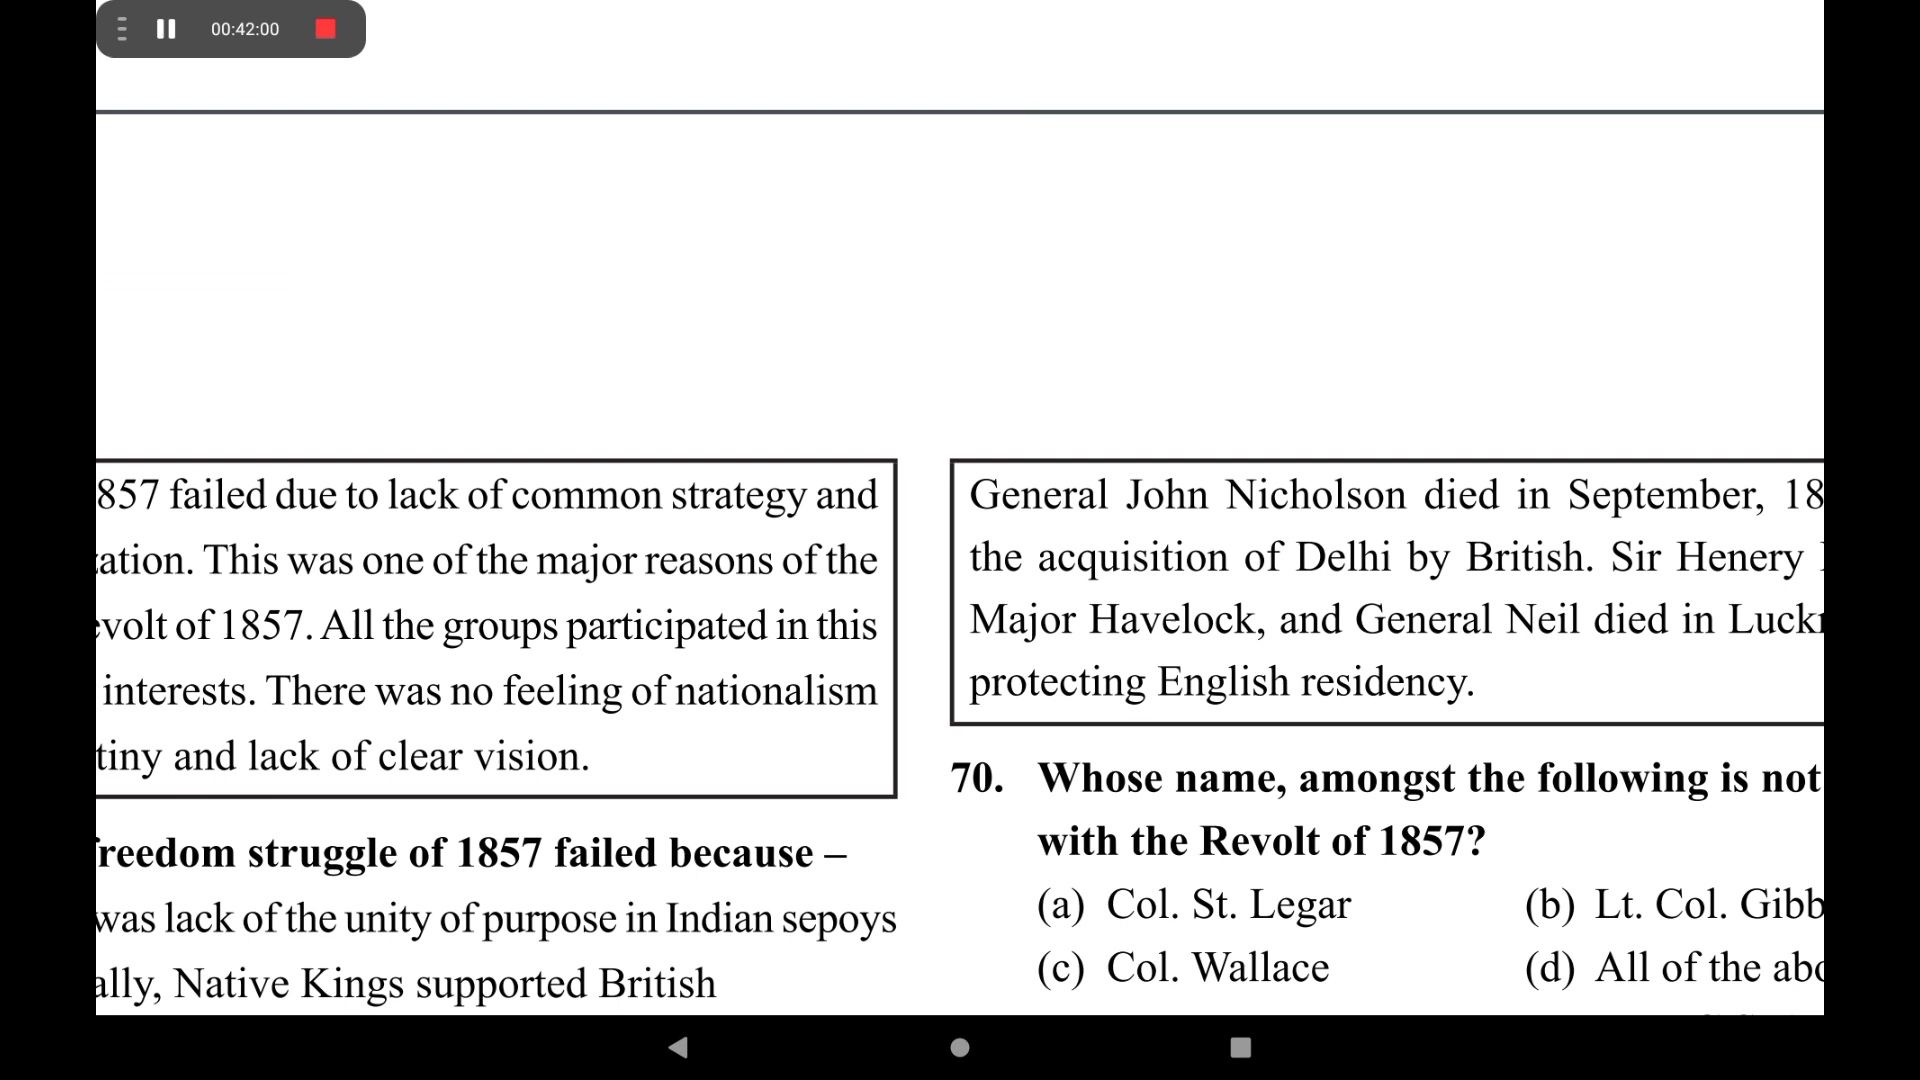 00:42:00
857 failed due to lack of common strategy and
ation. This was one of the major reasons of the
volt of 1857. All the groups participated in this
interests. There was no feeling of nationalism
tiny and lack of clear vision.
freedom struggle of 1857 failed because –
was lack of the unity of purpose in Indian sepoys
ally, Native Kings supported British
General John Nicholson died in September, 18
the acquisition of Delhi by British. Sir Henery
Major Havelock, and General Neil died in Luck
protecting English residency.
70. Whose name, amongst the following is not
with the Revolt of 1857?
(a) Col. St. Legar (b) Lt. Col. Gibb
(c) Col. Wallace (d) All of the abo